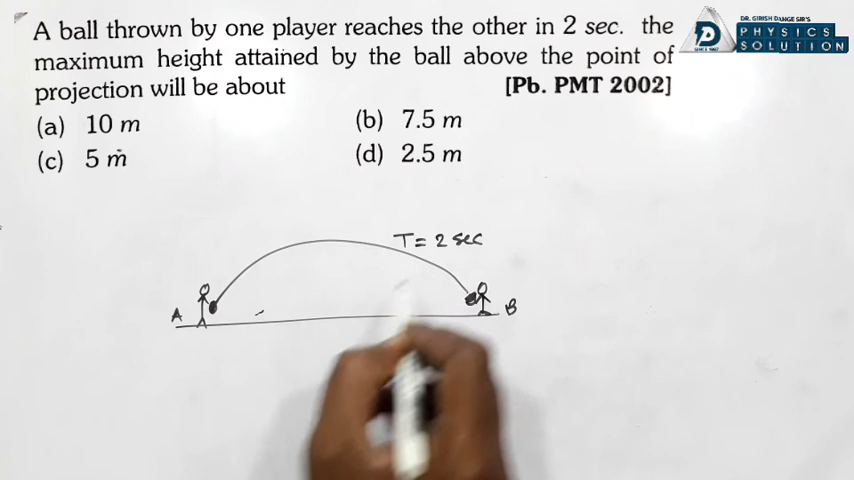 A ball thrown by one player reaches the other in 2 sec. the
maximum height attained by the ball above the point of
projection will be about [Pb. PMT 2002]
(a) 10 m (b) 7.5 m
(c) 5 m (d) 2.5 m
DR. GIRISH DANGE SIR'S
PHYSICS
SOLUTION
T = 2 sec
A B